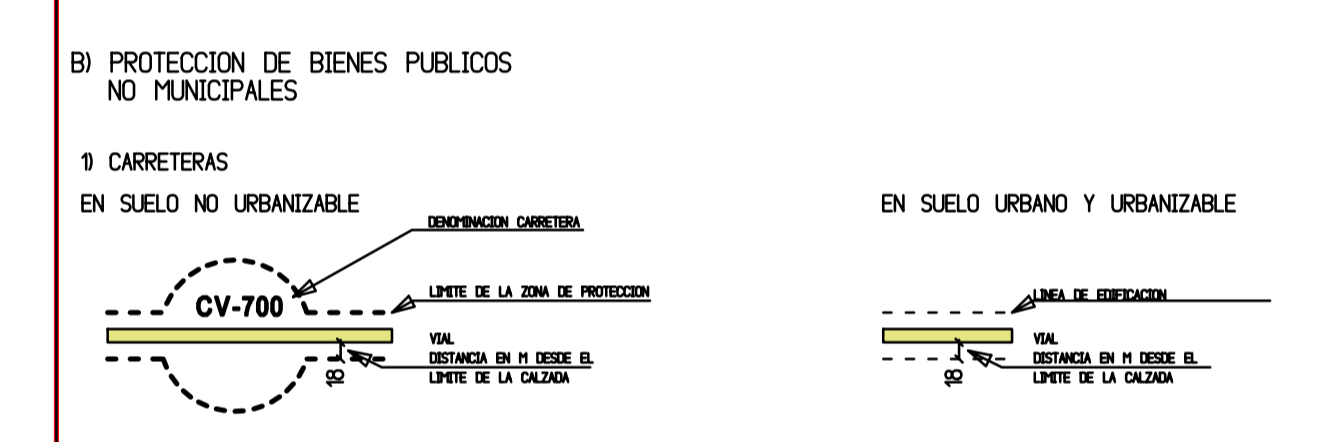 B) PROTECCION DE BIENES PUBLICOS
NO MUNICIPALES
1) CARRETERAS
EN SUELO NO URBANIZABLE
DENOMINACION CARRETERA
CV-700
LIMITE DE LA ZONA DE PROTECCION
VIAL
DISTANCIA EN M DESDE EL
LIMITE DE LA CALZADA
18
EN SUELO URBANO Y URBANIZABLE
LINEA DE EDIFICACION
VIAL
DISTANCIA EN M DESDE EL
LIMITE DE LA CALZADA
18